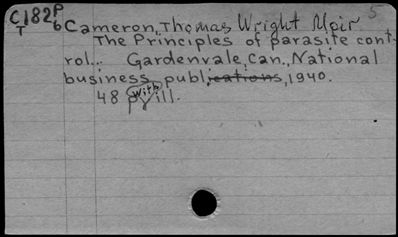 C182p 5
T 6 Cameron, Thomas Wright Moir
The Principles of parasite cont-
rol... Gardenvale, Can., National
business publications, 1940.
48 p. with ill.